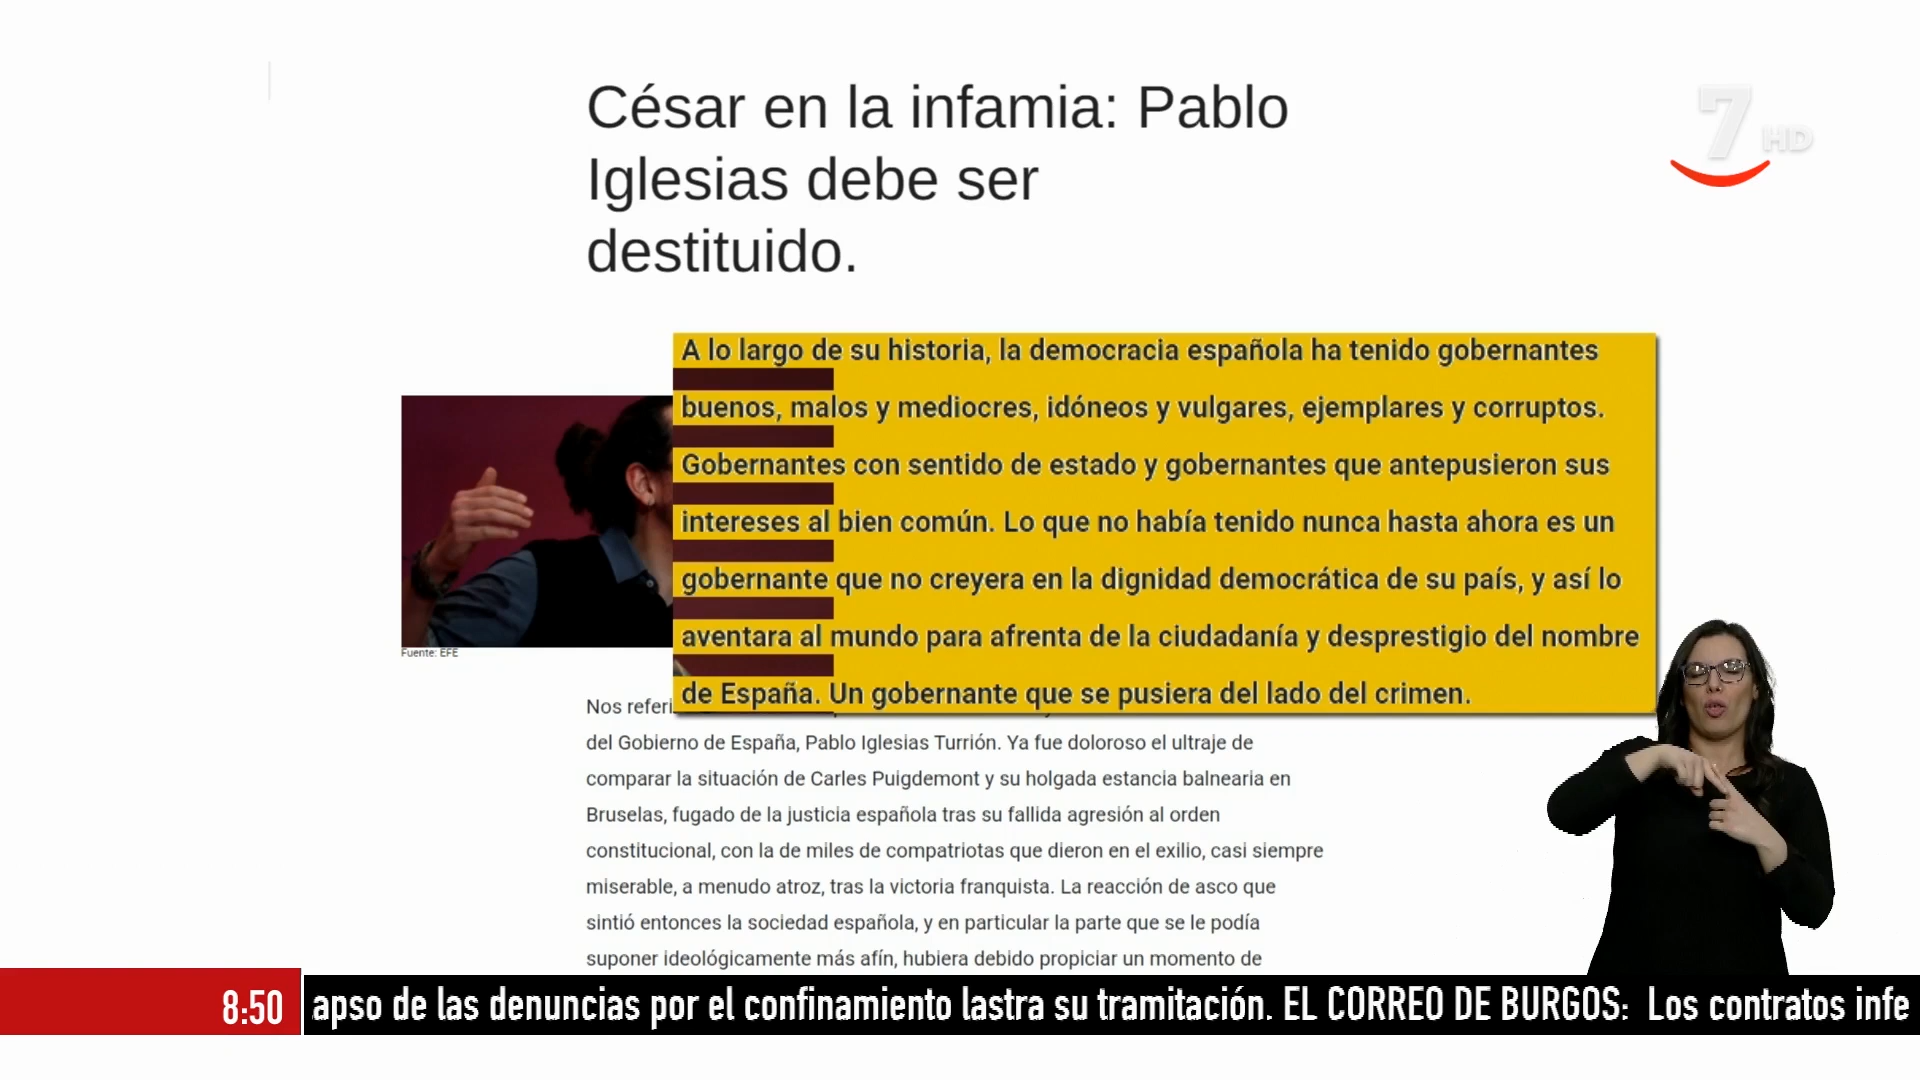 César en la infamia: Pablo
Iglesias debe ser
destituido.
7 HD
A lo largo de su historia, la democracia española ha tenido gobernantes
buenos, malos y mediocres, idóneos y vulgares, ejemplares y corruptos.
Gobernantes con sentido de estado y gobernantes que antepusieron sus
intereses al bien común. Lo que no había tenido nunca hasta ahora es un
gobernante que no creyera en la dignidad democrática de su país, y así lo
aventara al mundo para afrenta de la ciudadanía y desprestigio del nombre
de España. Un gobernante que se pusiera del lado del crimen.
Fuente: EFE
Nos referi
del Gobierno de España, Pablo Iglesias Turrión. Ya fue doloroso el ultraje de
comparar la situación de Carles Puigdemont y su holgada estancia balnearia en
Bruselas, fugado de la justicia española tras su fallida agresión al orden
constitucional, con la de miles de compatriotas que dieron en el exilio, casi siempre
miserable, a menudo atroz, tras la victoria franquista. La reacción de asco que
sintió entonces la sociedad española, y en particular la parte que se le podía
suponer ideológicamente más afín, hubiera debido propiciar un momento de
8:50 apso de las denuncias por el confinamiento lastra su tramitación. EL CORREO DE BURGOS: Los contratos infe